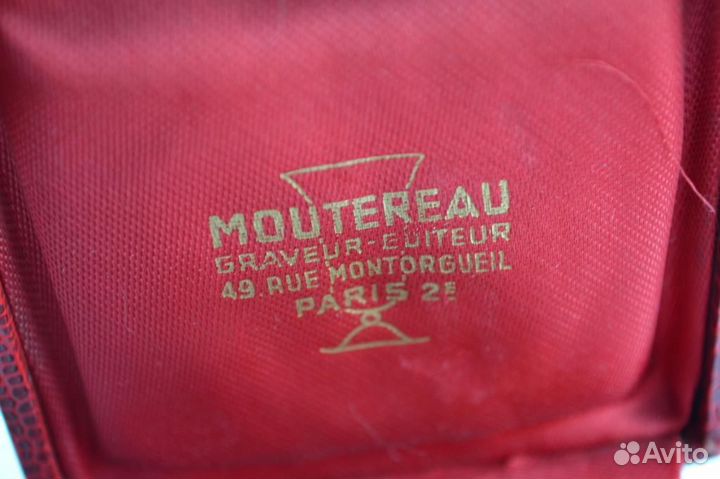 MOUTEREAU
GRAVEUR-EDITEUR
49. RUE MONTORGUEIL
PARIS 2E
Avito